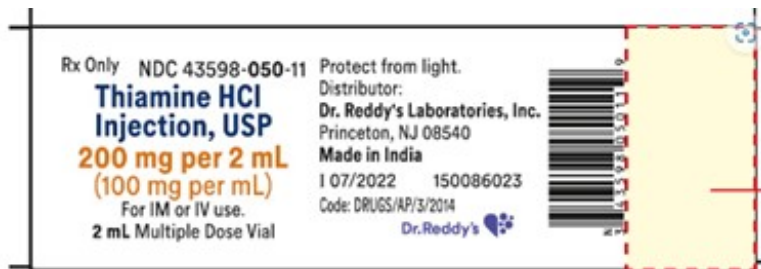 Rx Only NDC 43598-050-11
Thiamine HCl
Injection, USP
200 mg per 2 mL
(100 mg per mL)
For IM or IV use.
2 mL Multiple Dose Vial
Protect from light.
Distributor:
Dr. Reddy's Laboratories, Inc.
Princeton, NJ 08540
Made in India
I 07/2022 150086023
Code: DRUGS/AP/3/2014
Dr.Reddy's